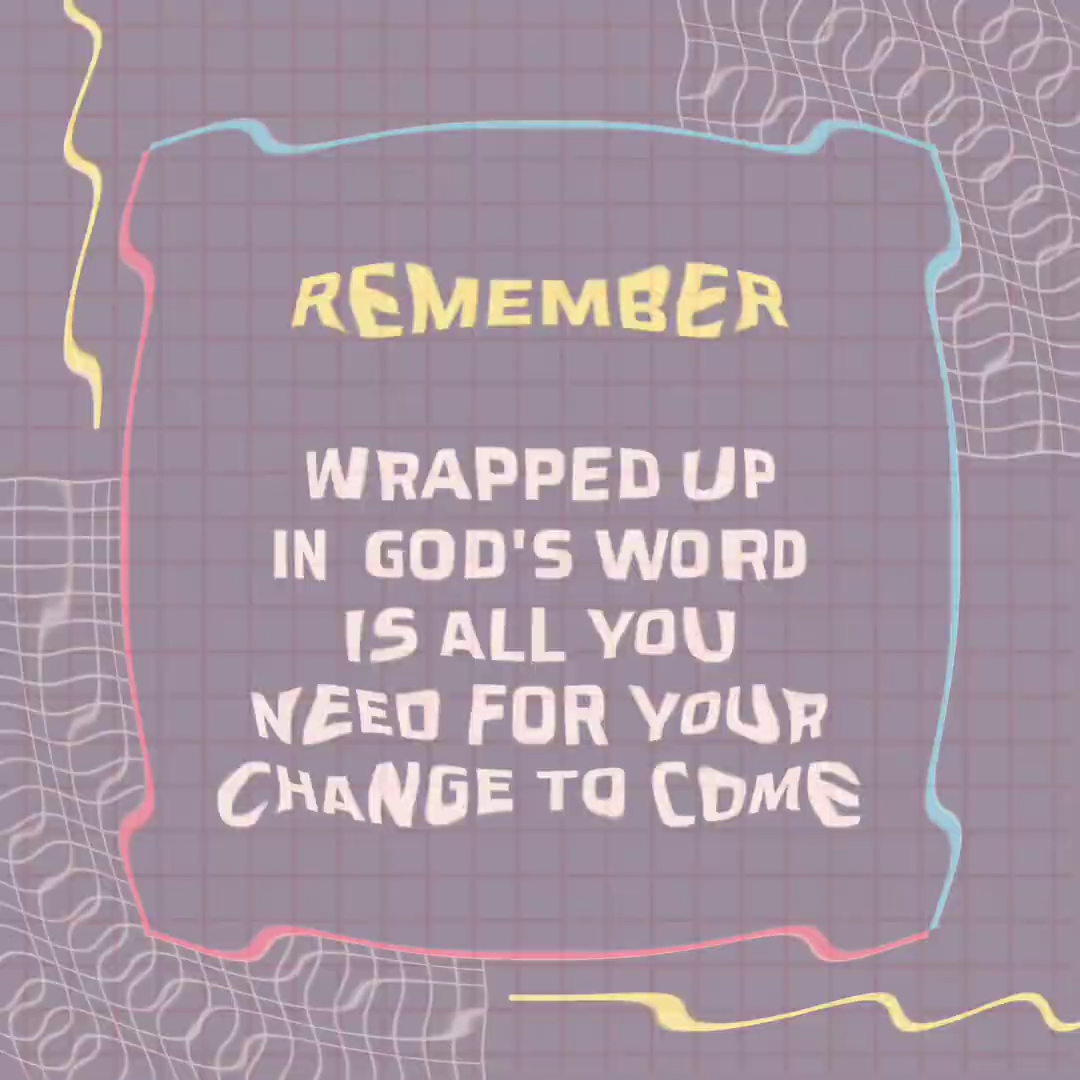 REMEMBER
WRAPPED UP
IN GOD'S WORD
IS ALL YOU
NEED FOR YOUR
CHANGE TO COME